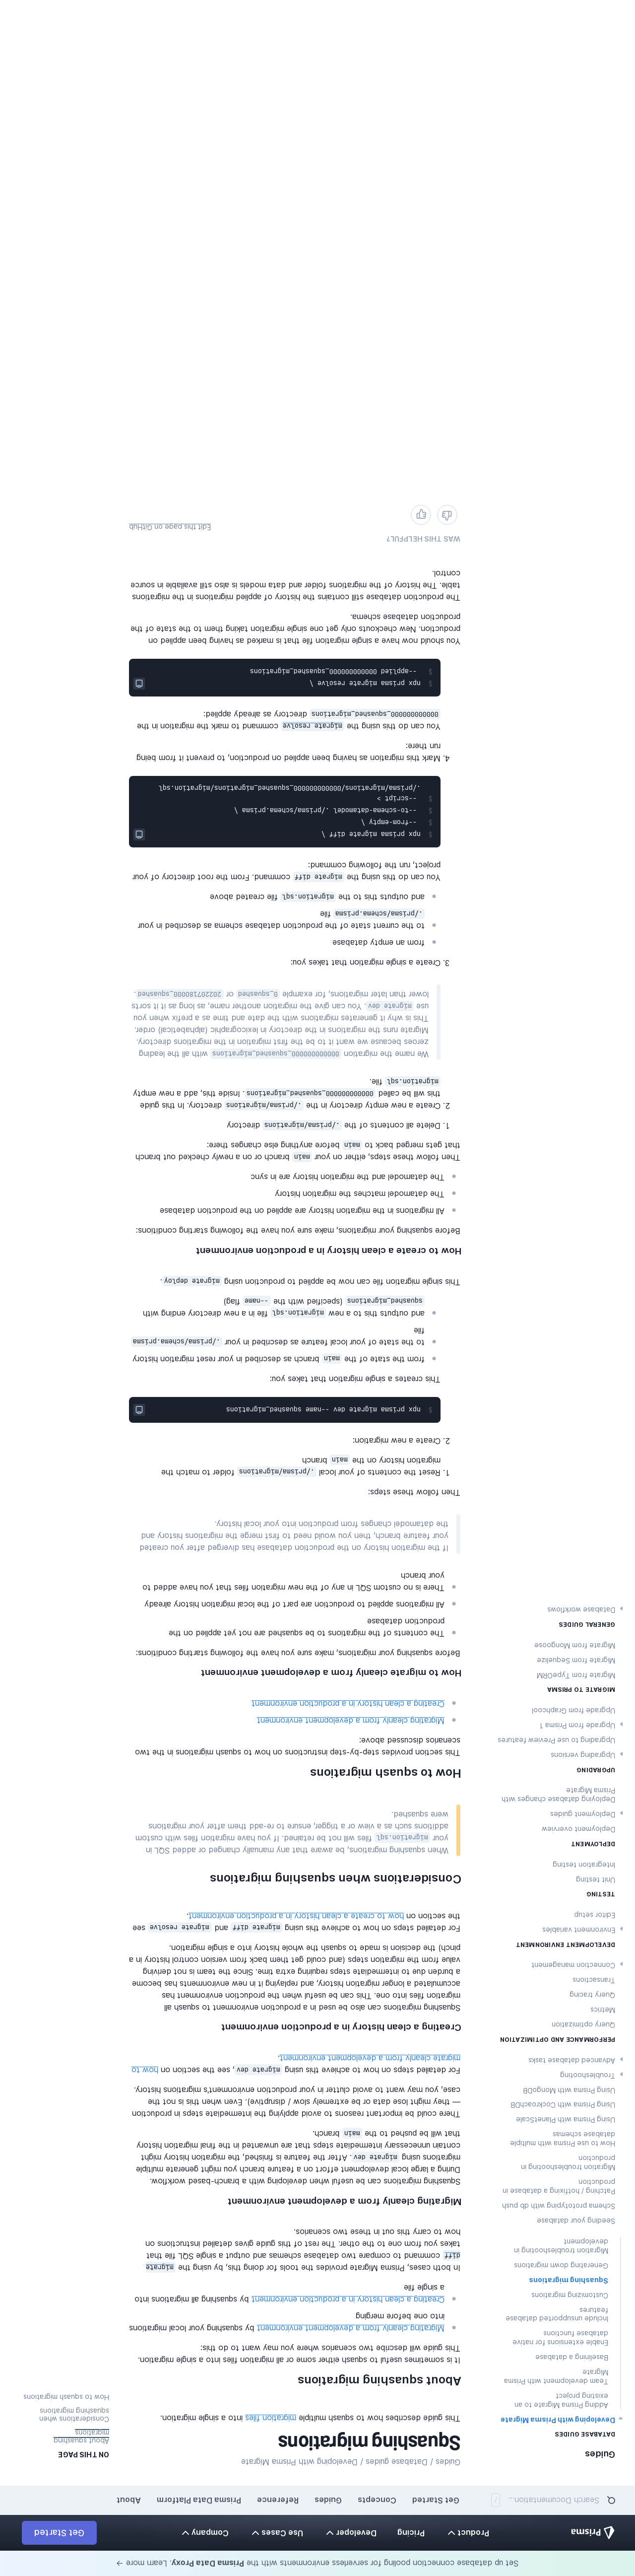 Set up database connection pooling for serverless environments with the Prisma Data Proxy. Learn more →
Prisma
Product
Pricing
Developer
Use Cases
Company
Get Started
Search Documentation...
/
Get Started
Concepts
Guides
Reference
Prisma Data Platform
About
Guides
DATABASE GUIDES
Developing with Prisma Migrate
Adding Prisma Migrate to an
existing project
Team development with Prisma
Migrate
Baselining a database
Enable extensions for native
database functions
Include unsupported database
features
Customizing migrations
Squashing migrations
Generating down migrations
Migration troubleshooting in
development
Seeding your database
Schema prototyping with db push
Patching / hotfixing a database in
production
Migration troubleshooting in
production
How to use Prisma with multiple
database schemas
Using Prisma with PlanetScale
Using Prisma with CockroachDB
Using Prisma with MongoDB
Troubleshooting
Advanced database tasks
PERFORMANCE AND OPTIMIZATION
Query optimization
Metrics
Query tracing
Transactions
Connection management
DEVELOPMENT ENVIRONMENT
Environment variables
Editor setup
TESTING
Unit testing
Integration testing
DEPLOYMENT
Deployment overview
Deployment guides
Deploying database changes with
Prisma Migrate
UPGRADING
Upgrading versions
Upgrading to use Preview features
Upgrade from Prisma 1
Upgrade from Graphcool
MIGRATE TO PRISMA
Migrate from TypeORM
Migrate from Sequelize
Migrate from Mongoose
GENERAL GUIDES
Database workflows
Guides / Database guides / Developing with Prisma Migrate
Squashing migrations
This guide describes how to squash multiple migration files into a single migration.
About squashing migrations
It is sometimes useful to squash either some or all migration files into a single migration.
This guide will describe two scenarios where you may want to do this:
Migrating cleanly from a development environment by squashing your local migrations
into one before merging
Creating a clean history in a production environment by squashing all migrations into
a single file
In both cases, Prisma Migrate provides the tools for doing this, by using the migrate
diff command to compare two database schemas and output a single SQL file that
takes you from one to the other. The rest of this guide gives detailed instructions on
how to carry this out in these two scenarios.
Migrating cleanly from a development environment
Squashing migrations can be useful when developing with a branch-based workflow.
During a large local development effort on a feature branch you might generate multiple
migrations using migrate dev. After the feature is finished, the migration history might
contain unnecessary intermediate steps that are unwanted in the final migration history
that will be pushed to the main branch.
There could be important reasons to avoid applying the intermediate steps in production
— they might lose data or be extremely slow / disruptive). Even when this is not the
case, you may want to avoid clutter in your production environment's migration history.
For detailed steps on how to achieve this using migrate dev, see the section on how to
migrate cleanly from a development environment.
Creating a clean history in a production environment
Squashing migrations can also be used in a production environment to squash all
migration files into one. This can be useful when the production environment has
accumulated a longer migration history, and replaying it in new environments has become
a burden due to intermediate steps requiring extra time. Since the team is not deriving
value from the migration steps (and could get them back from version control history in a
pinch) the decision is made to squash the whole history into a single migration.
For detailed steps on how to achieve this using migrate diff and migrate resolve see
the section on how to create a clean history in a production environment.
Considerations when squashing migrations
When squashing migrations, be aware that any manually changed or added SQL in
your migration.sql files will not be retained. If you have migration files with custom
additions such as a view or a trigger, ensure to re-add them after your migrations
were squashed.
How to squash migrations
This section provides step-by-step instructions on how to squash migrations in the two
scenarios discussed above:
Migrating cleanly from a development environment
Creating a clean history in a production environment
How to migrate cleanly from a development environment
Before squashing your migrations, make sure you have the following starting conditions:
The contents of the migrations to be squashed are not yet applied on the
production database
All migrations applied to production are part of the local migration history already
There is no custom SQL in any of the new migration files that you have added to
your branch
If the migration history on the production database has diverged after you created
your feature branch, then you would need to first merge the migrations history and
the datamodel changes from production into your local history.
Then follow these steps:
1. Reset the contents of your local ./prisma/migrations folder to match the
migration history on the main branch
2. Create a new migration:
$ npx prisma migrate dev --name squashed_migrations
This creates a single migration that takes you:
from the state of the main branch as described in your reset migration history
to the state of your local feature as described in your ./prisma/schema.prisma
file
and outputs this to a new migration.sql file in a new directory ending with
squashed_migrations (specified with the --name flag)
This single migration file can now be applied to production using migrate deploy.
How to create a clean history in a production environment
Before squashing your migrations, make sure you have the following starting conditions:
All migrations in the migration history are applied on the production database
The datamodel matches the migration history
The datamodel and the migration history are in sync
Then follow these steps, either on your main branch or on a newly checked out branch
that gets merged back to main before anything else changes there:
1. Delete all contents of the ./prisma/migrations directory
2. Create a new empty directory in the ./prisma/migrations directory. In this guide
this will be called 000000000000_squashed_migrations. Inside this, add a new empty
migration.sql file.
We name the migration 000000000000_squashed_migrations with all the leading
zeroes because we want it to be the first migration in the migrations directory.
Migrate runs the migrations in the directory in lexicographic (alphabetical) order.
This is why it generates migrations with the date and time as a prefix when you
use migrate dev. You can give the migration another name, as long as it it sorts
lower than later migrations, for example 0_squashed or 202207180000_squashed.
3. Create a single migration that takes you:
from an empty database
to the current state of the production database schema as described in your
./prisma/schema.prisma file
and outputs this to the migration.sql file created above
You can do this using the migrate diff command. From the root directory of your
project, run the following command:
$ npx prisma migrate diff \
$ --from-empty \
$ --to-schema-datamodel ./prisma/schema.prisma \
$ --script >
./prisma/migrations/000000000000_squashed_migrations/migration.sql
4. Mark this migration as having been applied on production, to prevent it from being
run there:
You can do this using the migrate resolve command to mark the migration in the
000000000000_squashed_migrations directory as already applied:
$ npx prisma migrate resolve \
$ --applied 000000000000_squashed_migrations
You should now have a single migration file that is marked as having been applied on
production. New checkouts only get one single migration taking them to the state of the
production database schema.
The production database still contains the history of applied migrations in the migrations
table. The history of the migrations folder and data models is also still available in source
control.
WAS THIS HELPFUL?
Edit this page on GitHub
ON THIS PAGE
About squashing
migrations
Considerations when
squashing migrations
How to squash migrations